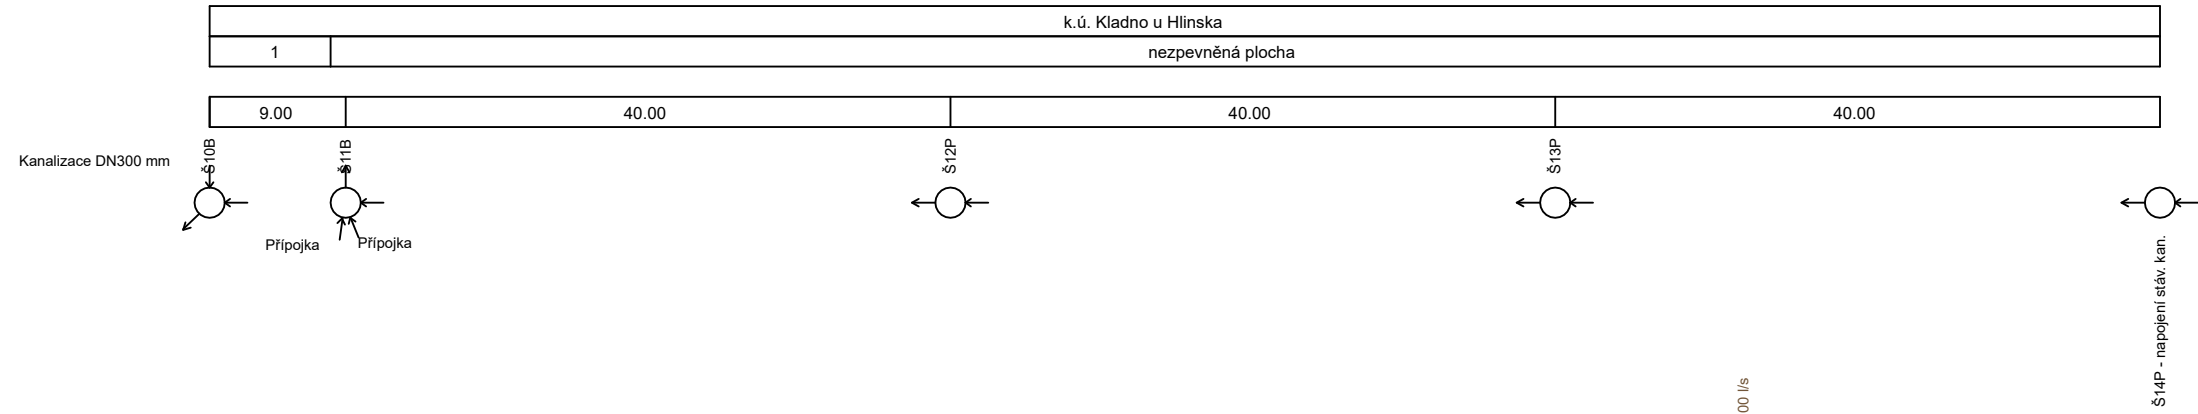 k.ú. Kladno u Hlinska
1 nezpevněná plocha
9.00 40.00 40.00 40.00
Kanalizace DN300 mm
Š10B
Š11B
Š12P
Š13P
Přípojka Přípojka
Š14P - napojení stáv. kan.
00 l/s